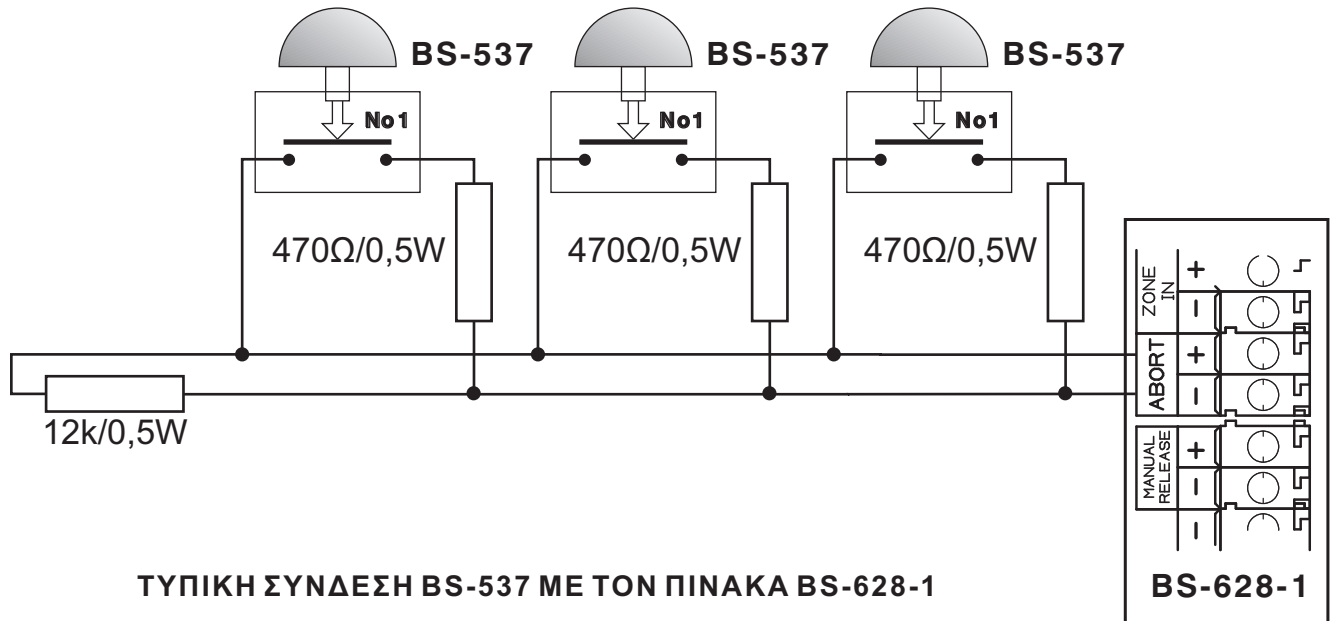 BS-537 BS-537 BS-537
No1 No1 No1
470Ω/0,5W 470Ω/0,5W 470Ω/0,5W
12k/0,5W
ZONE
IN
+
-
ABORT
+
-
MANUAL
RELEASE
+
-
-
ΤΥΠΙΚΗ ΣΥΝΔΕΣΗ BS-537 ΜΕ ΤΟΝ ΠΙΝΑΚΑ BS-628-1
BS-628-1